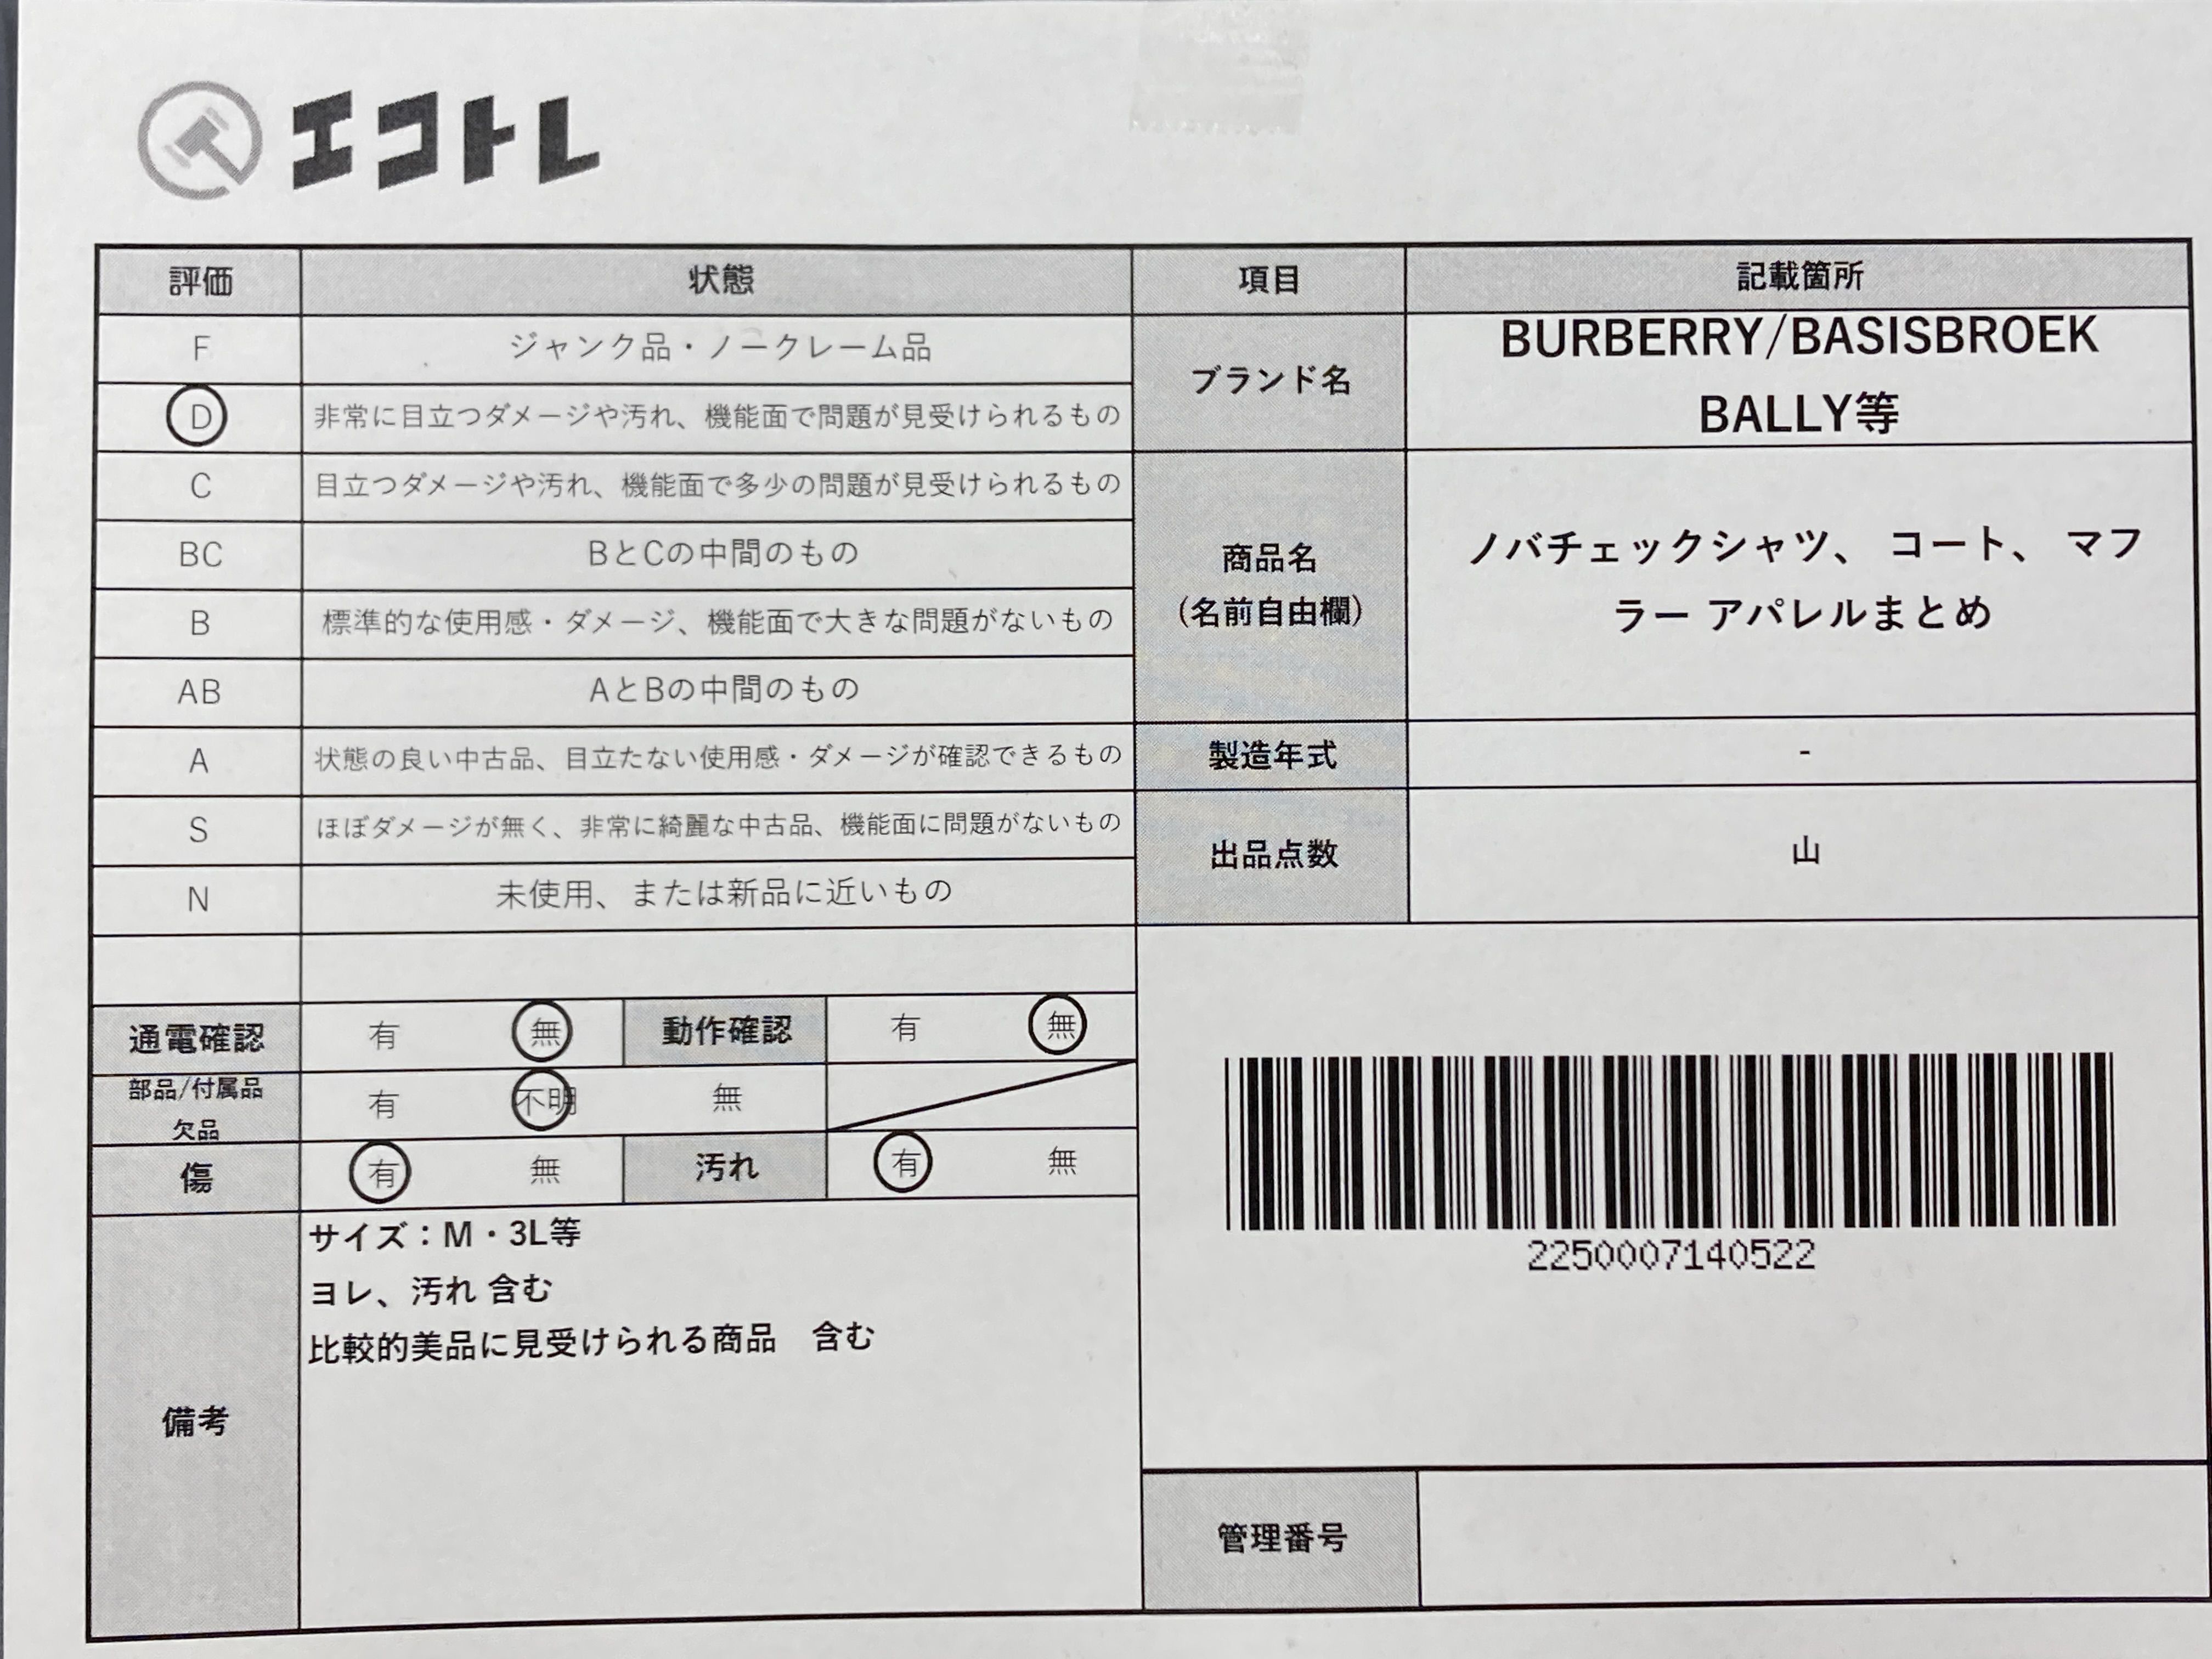 エコトレ
評価 状態 項目 記載箇所
F ジャンク品・ノークレーム品
D 非常に目立つダメージや汚れ、機能面で問題が見受けられるもの
C 目立つダメージや汚れ、機能面で多少の問題が見受けられるもの
BC BとCの中間のもの
B 標準的な使用感・ダメージ、機能面で大きな問題がないもの
AB AとBの中間のもの
A 状態の良い中古品、目立たない使用感・ダメージが確認できるもの
S ほぼダメージが無く、非常に綺麗な中古品、機能面に問題がないもの
N 未使用、または新品に近いもの
ブランド名
BURBERRY/BASISBROEK
BALLY等
商品名
(名前自由欄)
ノバチェックシャツ、 コート、 マフ
ラー アパレルまとめ
製造年式 -
出品点数 山
通電確認 有 無 動作確認 有 無
部品/付属品
欠品
有 不明 無
傷 有 無 汚れ 有 無
備考
サイズ：M・3L等
ヨレ、汚れ 含む
比較的美品に見受けられる商品　含む
2250007140522
管理番号